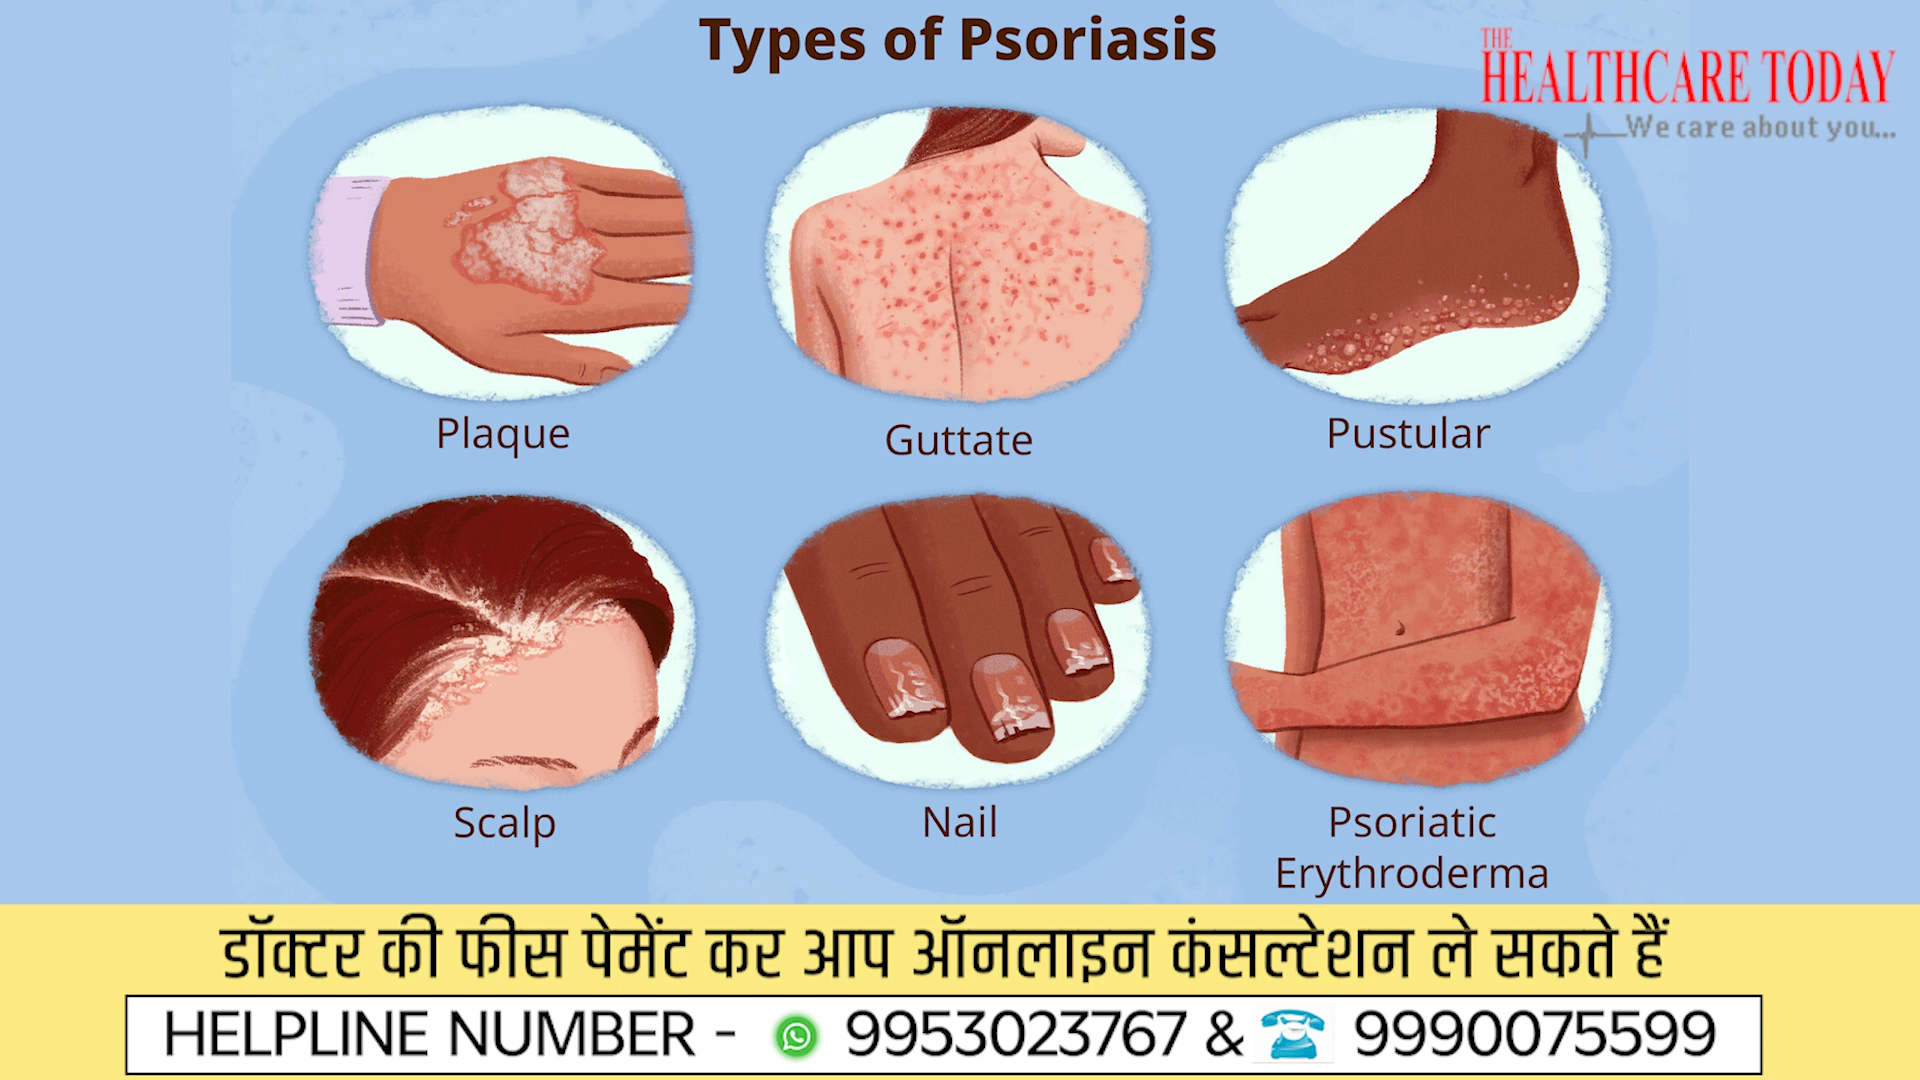 Types of Psoriasis
THE
HEALTHCARE TODAY
We care about you...
Plaque
Guttate
Pustular
Scalp
Nail
Psoriatic
Erythroderma
डॉक्टर की फीस पेमेंट कर आप ऑनलाइन कंसल्टेशन ले सकते हैं
HELPLINE NUMBER - 9953023767 & 9990075599